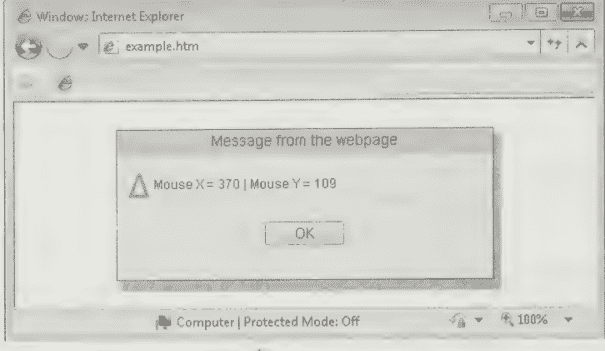 Window: Internet Explorer
example.htm
Message from the webpage
Mouse X = 370 | Mouse Y = 109
OK
Computer | Protected Mode: Off
100%